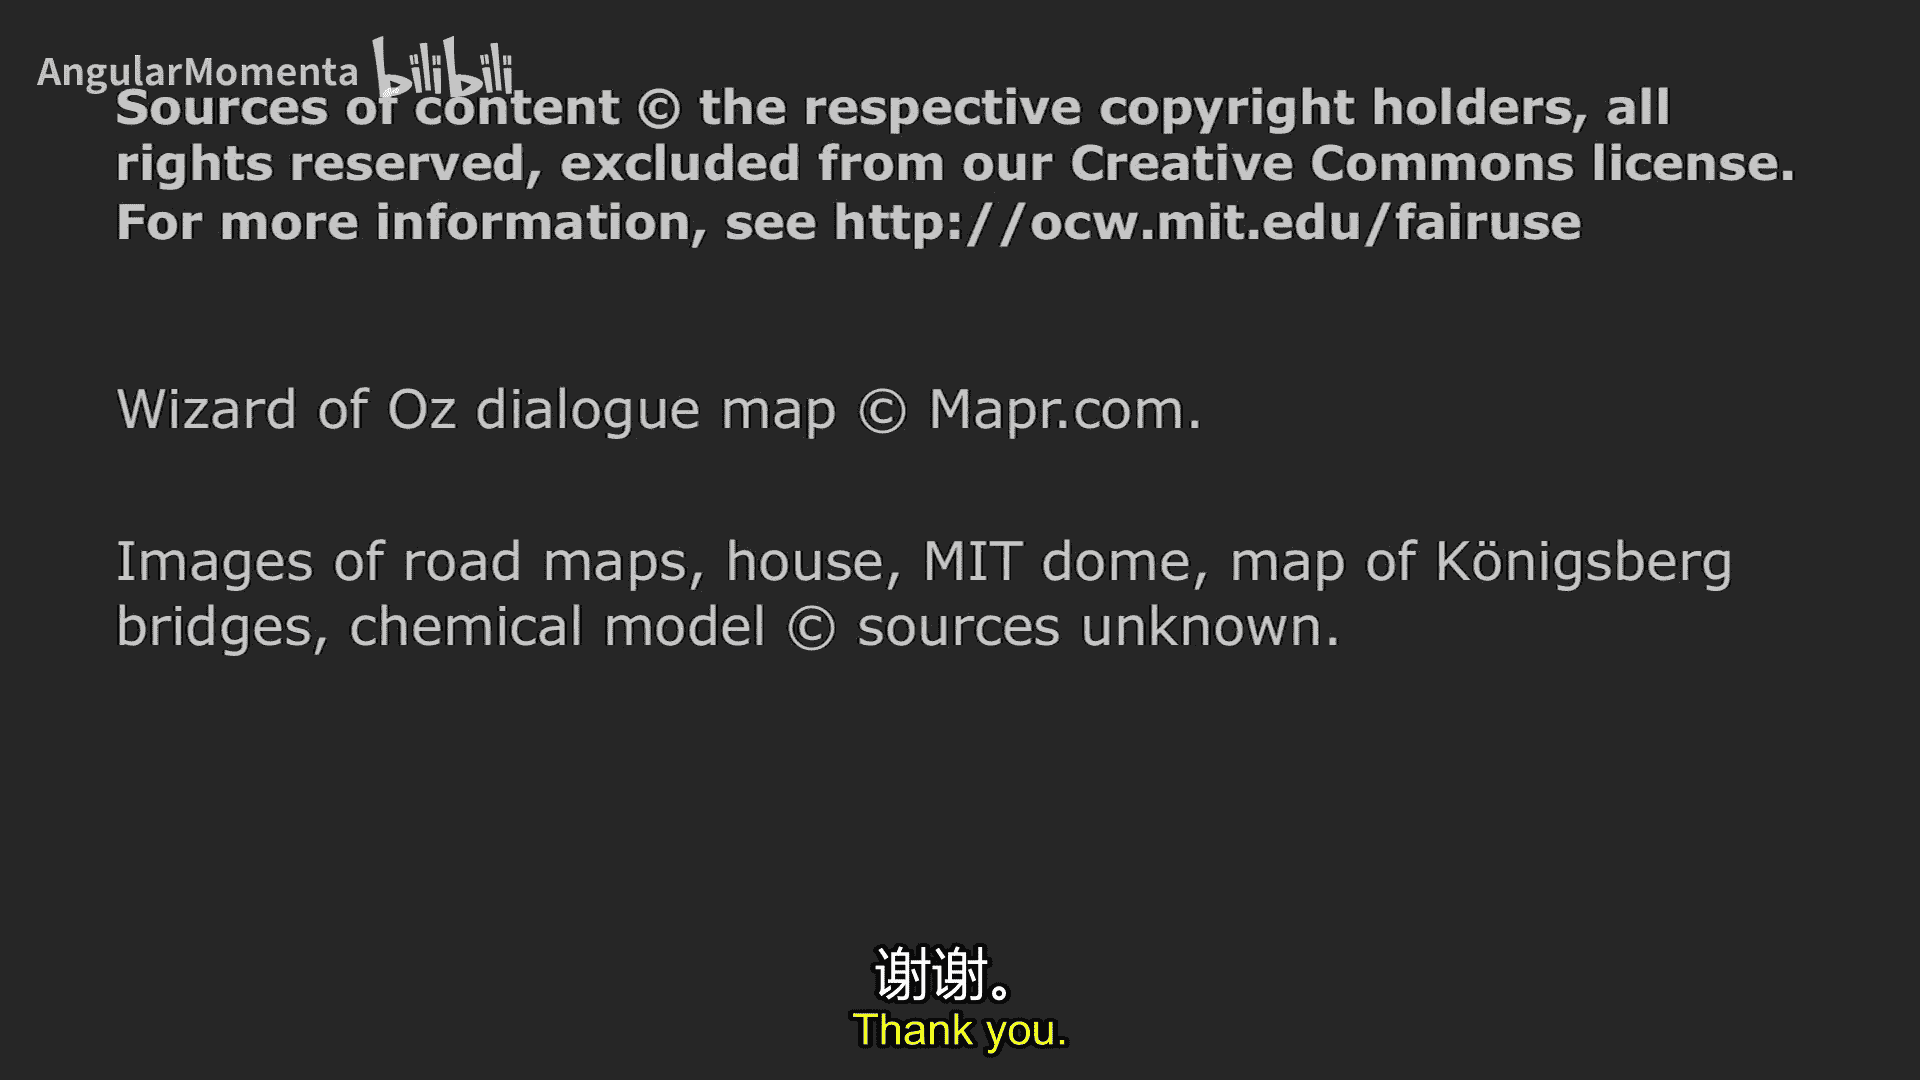 AngularMomenta bilibili
Sources of content © the respective copyright holders, all
rights reserved, excluded from our Creative Commons license.
For more information, see http://ocw.mit.edu/fairuse
Wizard of Oz dialogue map © Mapr.com.
Images of road maps, house, MIT dome, map of Königsberg
bridges, chemical model © sources unknown.
谢谢。
Thank you.